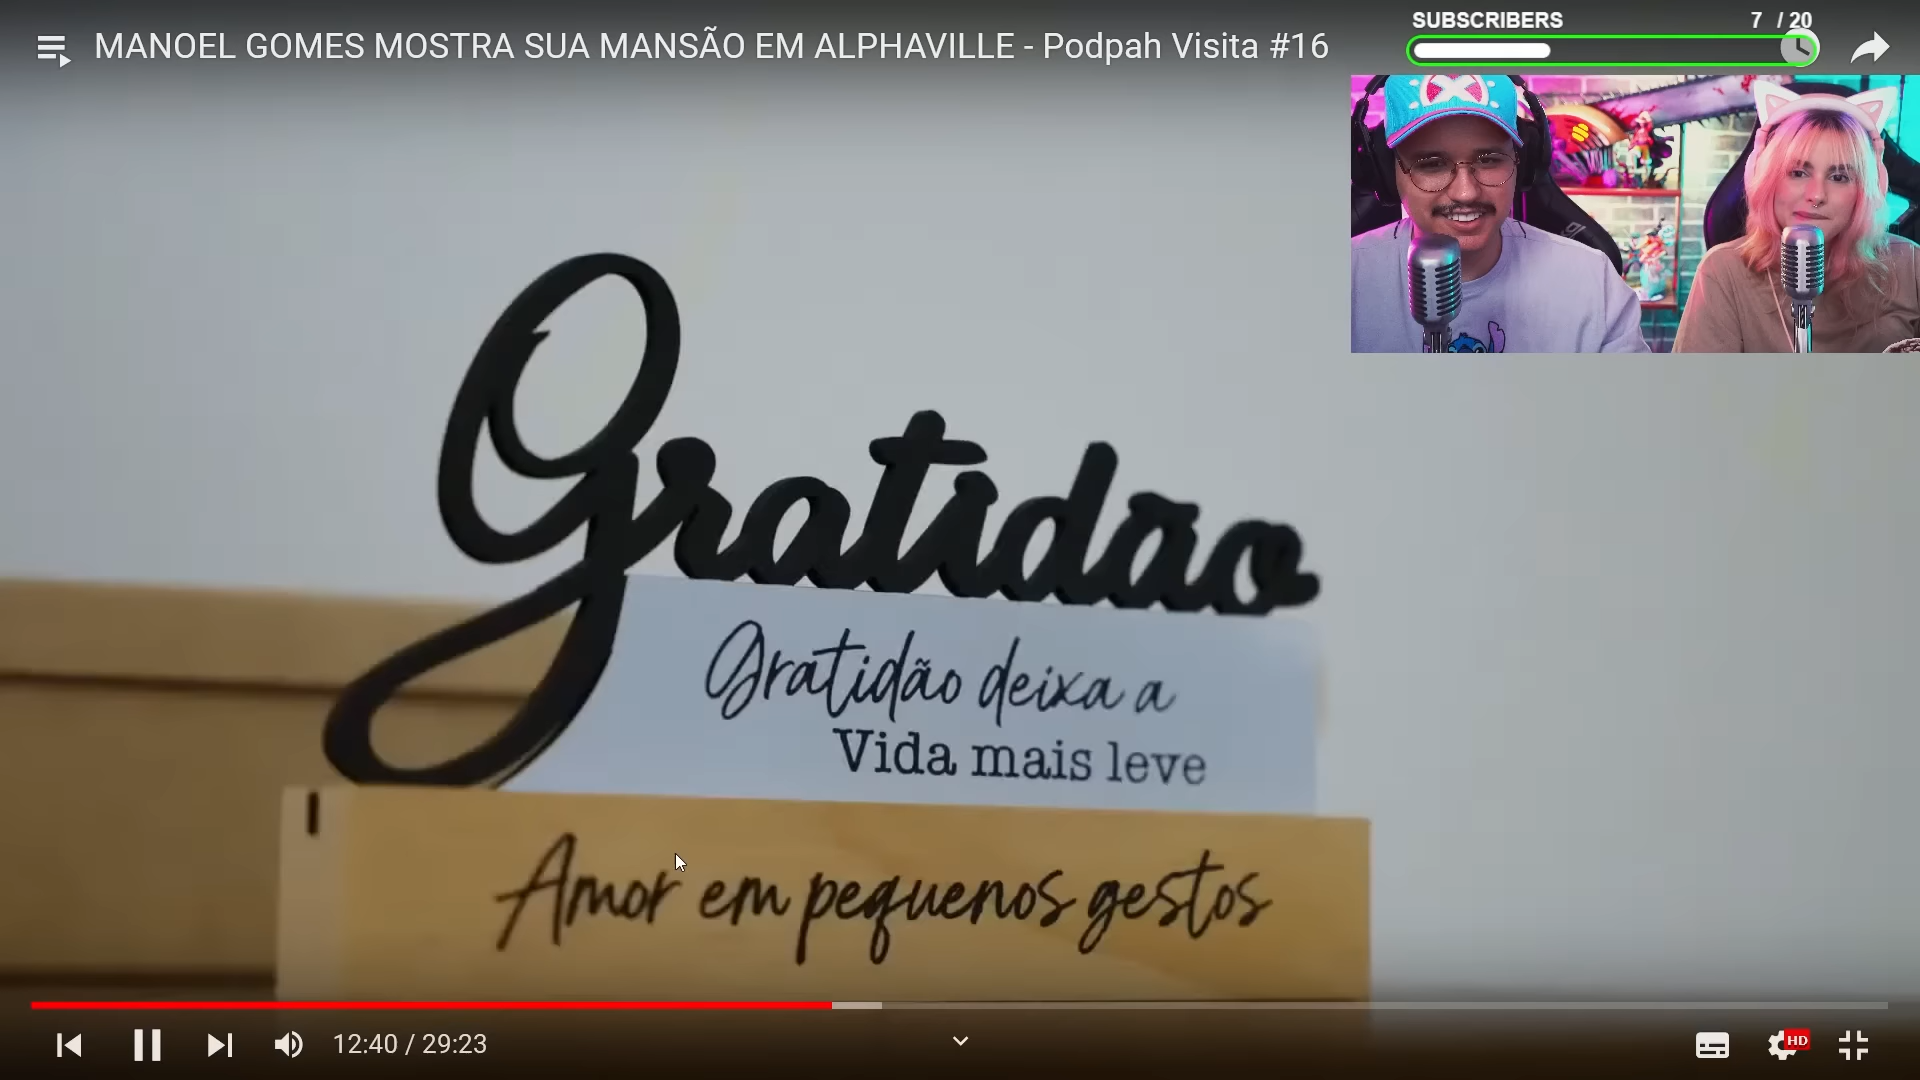 MANOEL GOMES MOSTRA SUA MANSÃO EM ALPHAVILLE - Podpah Visita #16
SUBSCRIBERS 7 / 20
Gratidão
Gratidão deixa a
Vida mais leve
Amor em pequenos gestos
12:40 / 29:23
HD